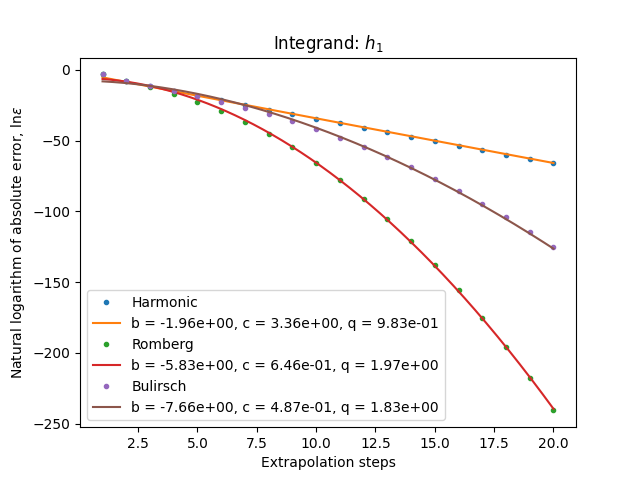 Integrand: h₁
Natural logarithm of absolute error, lnε
0
−50
−100
−150
−200
−250
Harmonic
b = -1.96e+00, c = 3.36e+00, q = 9.83e-01
Romberg
b = -5.83e+00, c = 6.46e-01, q = 1.97e+00
Bulirsch
b = -7.66e+00, c = 4.87e-01, q = 1.83e+00
2.5 5.0 7.5 10.0 12.5 15.0 17.5 20.0
Extrapolation steps